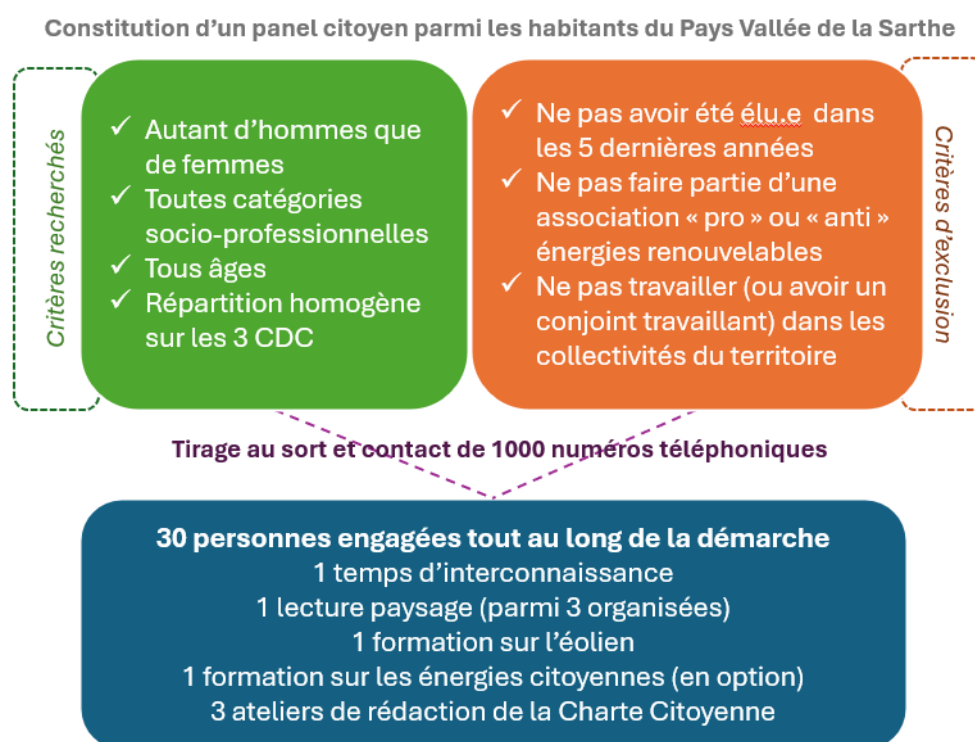 Constitution d'un panel citoyen parmi les habitants du Pays Vallée de la Sarthe
Critères recherchés
✓ Autant d'hommes que
de femmes
✓ Toutes catégories
socio-professionnelles
✓ Tous âges
✓ Répartition homogène
sur les 3 CDC
✓ Ne pas avoir été élu.e dans
les 5 dernières années
✓ Ne pas faire partie d'une
association « pro » ou « anti »
énergies renouvelables
✓ Ne pas travailler (ou avoir un
conjoint travaillant) dans les
collectivités du territoire
Critères d'exclusion
Tirage au sort et contact de 1000 numéros téléphoniques
30 personnes engagées tout au long de la démarche
1 temps d'interconnaissance
1 lecture paysage (parmi 3 organisées)
1 formation sur l'éolien
1 formation sur les énergies citoyennes (en option)
3 ateliers de rédaction de la Charte Citoyenne